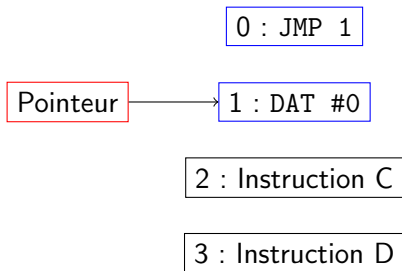 0 : JMP 1
Pointeur
1 : DAT #0
2 : Instruction C
3 : Instruction D